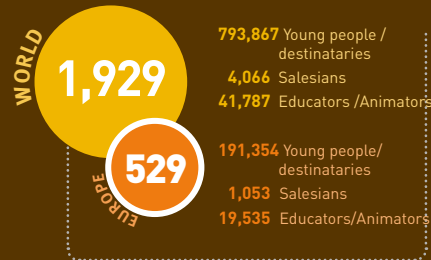 WORLD
1,929
793,867 Young people /
destinataries
4,066 Salesians
41,787 Educators /Animators
EUROPE
529
191,354 Young people/
destinataries
1,053 Salesians
19,535 Educators/Animators